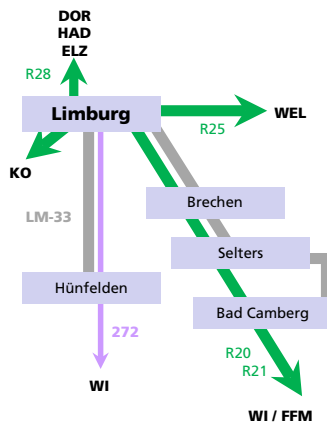 DOR
HAD
ELZ
R28
Limburg
WEL
R25
KO
Brechen
LM-33
Selters
Hünfelden
Bad Camberg
272
R20
R21
WI
WI / FFM